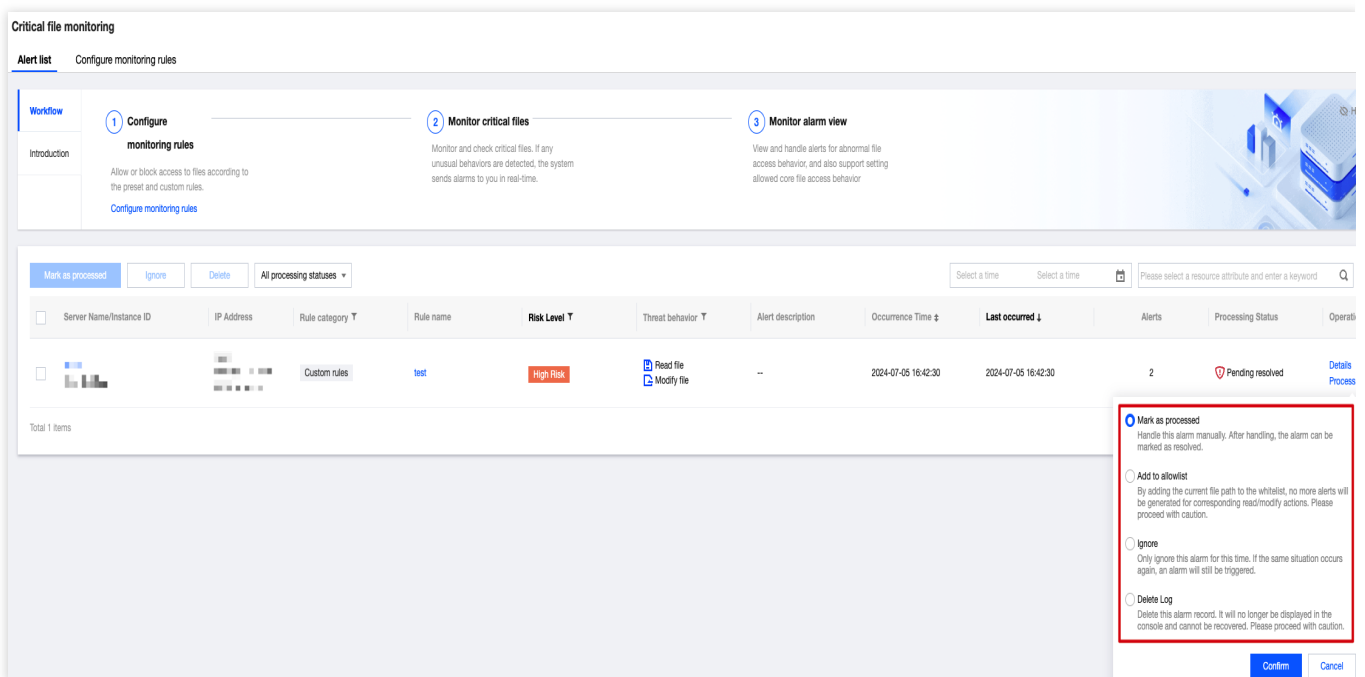 Critical file monitoring
Alert list
Configure monitoring rules
Workflow
Introduction
1 Configure
monitoring rules
Allow or block access to files according to
the preset and custom rules.
Configure monitoring rules
2 Monitor critical files
Monitor and check critical files. If any
unusual behaviors are detected, the system
sends alarms to you in real-time.
3 Monitor alarm view
View and handle alerts for abnormal file
access behavior, and also support setting
allowed core file access behavior
Mark as processed
Ignore
Delete
All processing statuses
Select a time
Select a time
Please select a resource attribute and enter a keyword
Server Name/Instance ID
IP Address
Rule category
Rule name
Risk Level
Threat behavior
Alert description
Occurrence Time
Last occurred
Alerts
Processing Status
Operati
Custom rules
test
High Risk
Read file
Modify file
--
2024-07-05 16:42:30
2024-07-05 16:42:30
2
Pending resolved
Details
Process
Total 1 items
Mark as processed
Handle this alarm manually. After handling, the alarm can be
marked as resolved.
Add to allowlist
By adding the current file path to the whitelist, no more alerts will
be generated for corresponding read/modify actions. Please
proceed with caution.
Ignore
Only ignore this alarm for this time. If the same situation occurs
again, an alarm will still be triggered.
Delete Log
Delete this alarm record. It will no longer be displayed in the
console and cannot be recovered. Please proceed with caution.
Confirm
Cancel